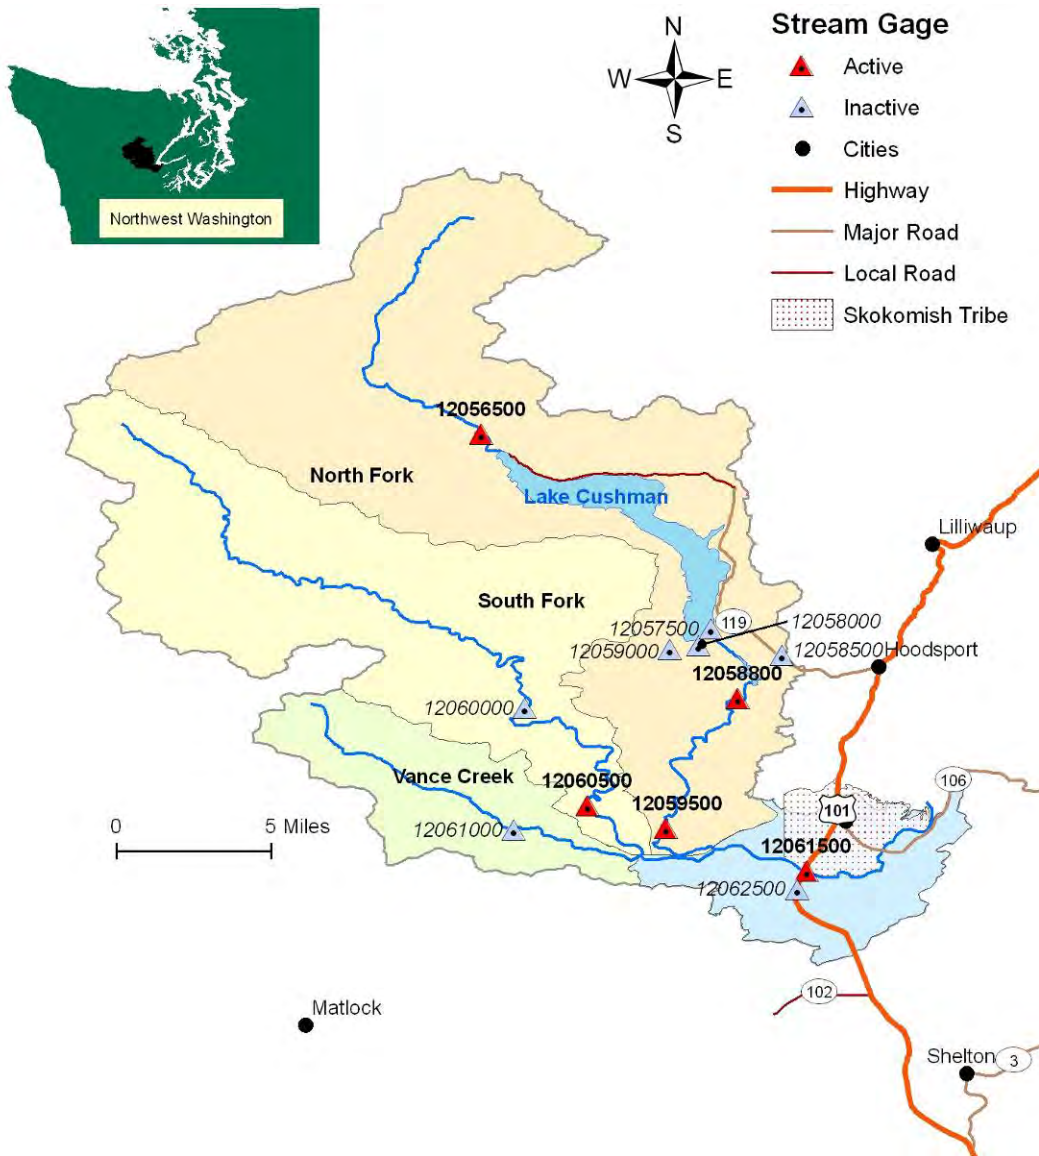 Stream Gage
Active
Inactive
Cities
Highway
Major Road
Local Road
Skokomish Tribe
N
W
E
S
Northwest Washington
12056500
North Fork
Lake Cushman
Lilliwaup
South Fork
12057500
119
12058000
12059000
12058500
Hoodsport
12058800
12060000
Vance Creek
12060500
12059500
106
101
0
5 Miles
12061000
12061500
12062500
102
Matlock
Shelton
3